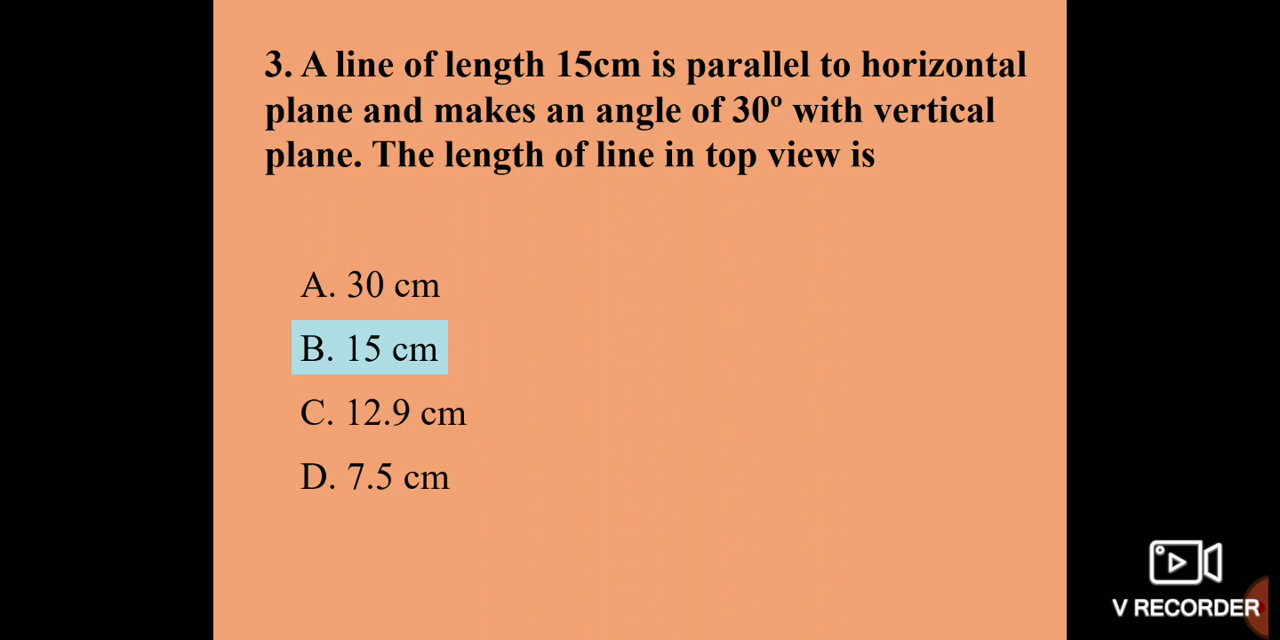 3. A line of length 15cm is parallel to horizontal
plane and makes an angle of 30º with vertical
plane. The length of line in top view is
A. 30 cm
B. 15 cm
C. 12.9 cm
D. 7.5 cm
V RECORDER